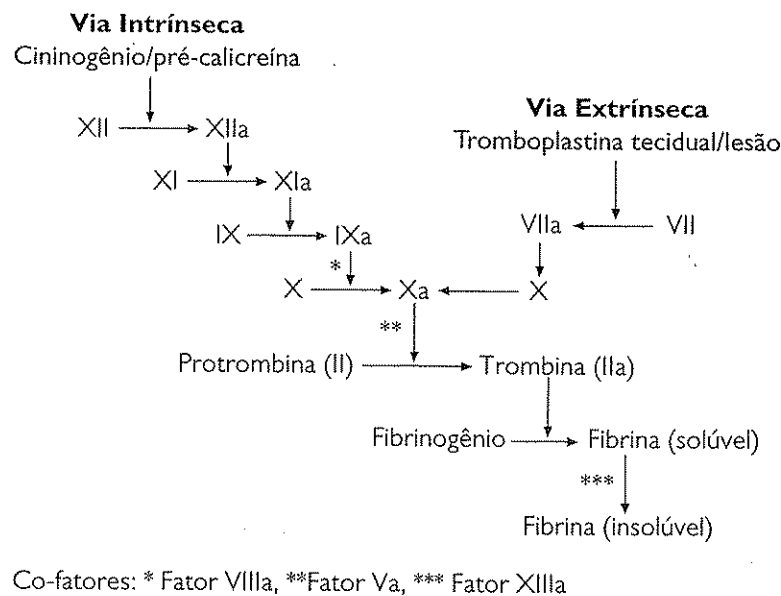 Via Intrínseca
Cininogênio/pré-calicreína
XII XIIa
Via Extrínseca
Tromboplastina tecidual/lesão
XI XIa
IX IXa
VIIa VII
*
X Xa X
**
Protrombina (II) Trombina (IIa)
Fibrinogênio Fibrina (solúvel)
***
Fibrina (insolúvel)
Co-fatores: * Fator VIIIa, **Fator Va, *** Fator XIIIa